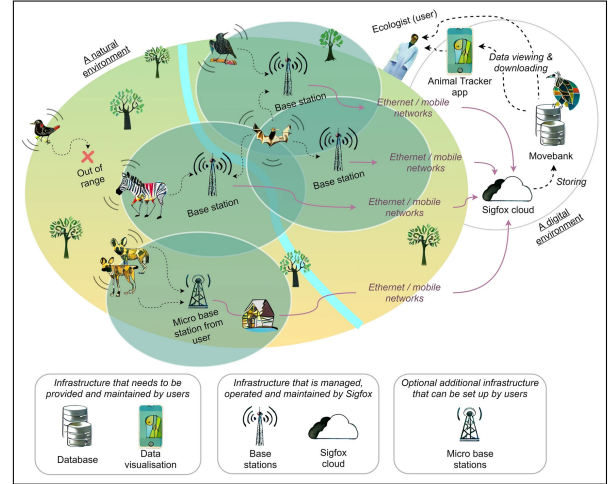 A natural
environment
Ecologist (user)
Data viewing &
downloading
Animal Tracker
app
Base station
Ethernet / mobile
networks
Movebank
Out of
range
Base station
Ethernet / mobile
networks
Storing
Base station
Ethernet / mobile
networks
Sigfox cloud
A digital
environment
Ethernet / mobile
networks
Micro base
station from
user
Infrastructure that needs to be
provided and maintained by users
Database
Data
visualisation
Infrastructure that is managed,
operated and maintained by Sigfox
Base
stations
Sigfox
cloud
Optional additional infrastructure
that can be set up by users
Micro base
stations